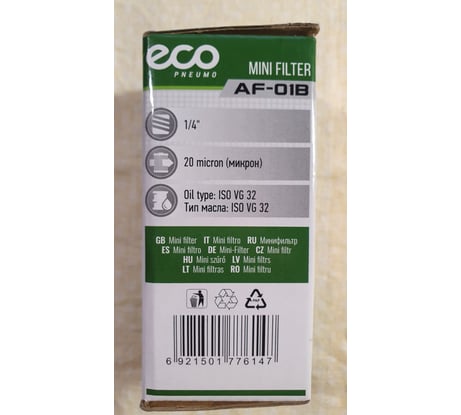 eco
PNEUMO
MINI FILTER
AF-01B
1/4"
20 micron (микрон)
Oil type: ISO VG 32
Тип масла: ISO VG 32
GB Mini filter IT Mini filtro RU Минифильтр
ES Mini filtro DE Mini-Filter CZ Mini filtr
HU Mini szűrő LV Mini filtrs
LT Mini filtras RO Mini filtru
6 921501 776147